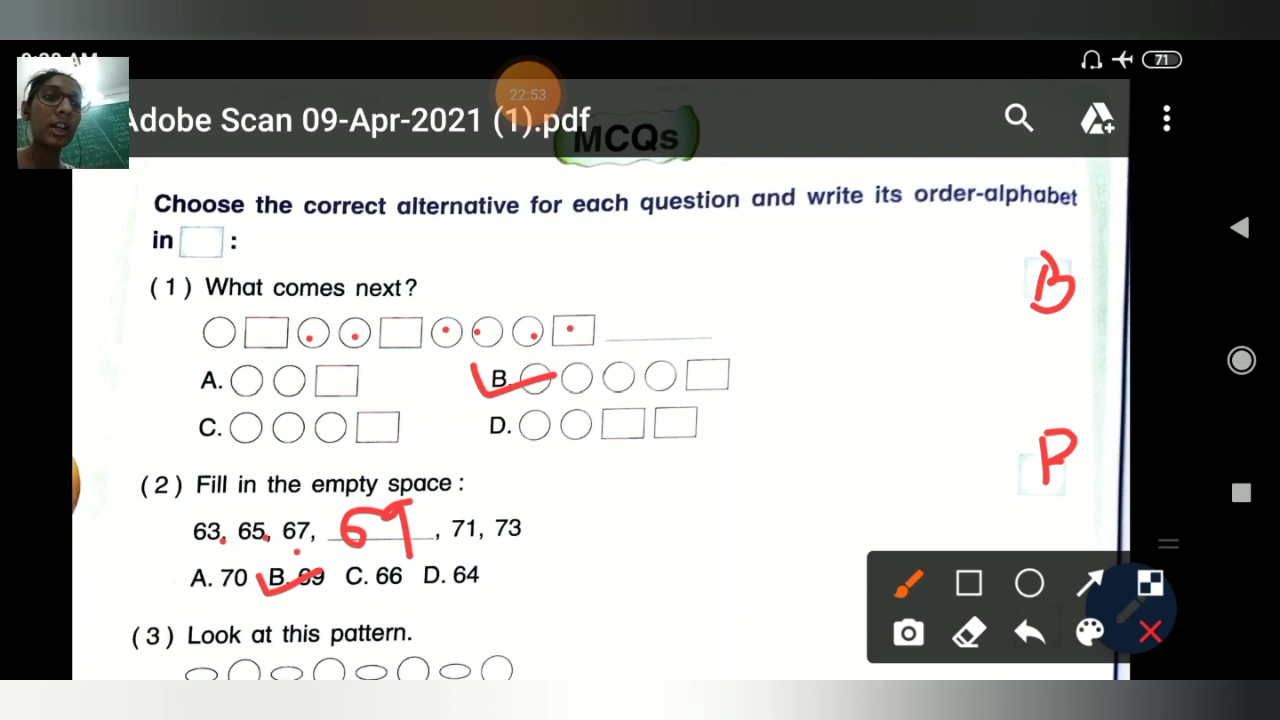 22:53
Adobe Scan 09-Apr-2021 (1).pdf
71
MCQs
Choose the correct alternative for each question and write its order-alphabet
in :
(1) What comes next?
B
A. B.
C. D.
(2) Fill in the empty space :
63, 65, 67, 69, 71, 73
A. 70 B. 69 C. 66 D. 64
(3) Look at this pattern.